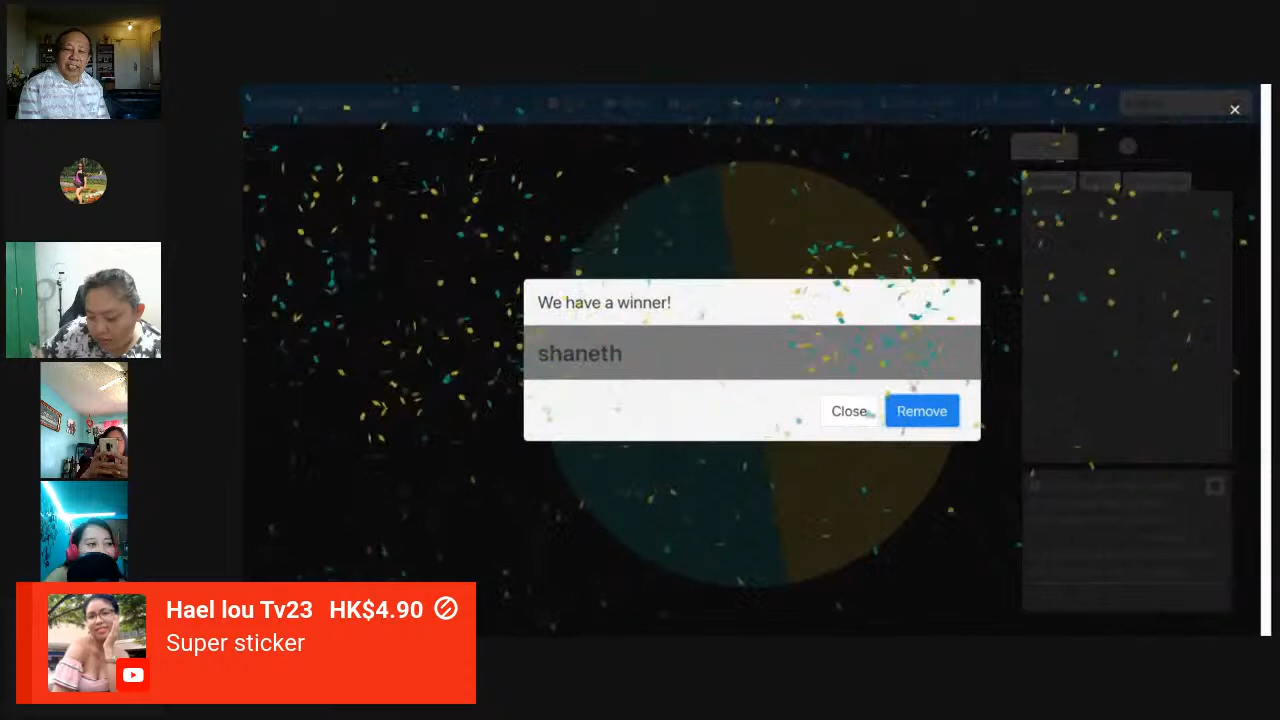 We have a winner!
shaneth
Close
Remove
Hael lou Tv23 HK$4.90
Super sticker